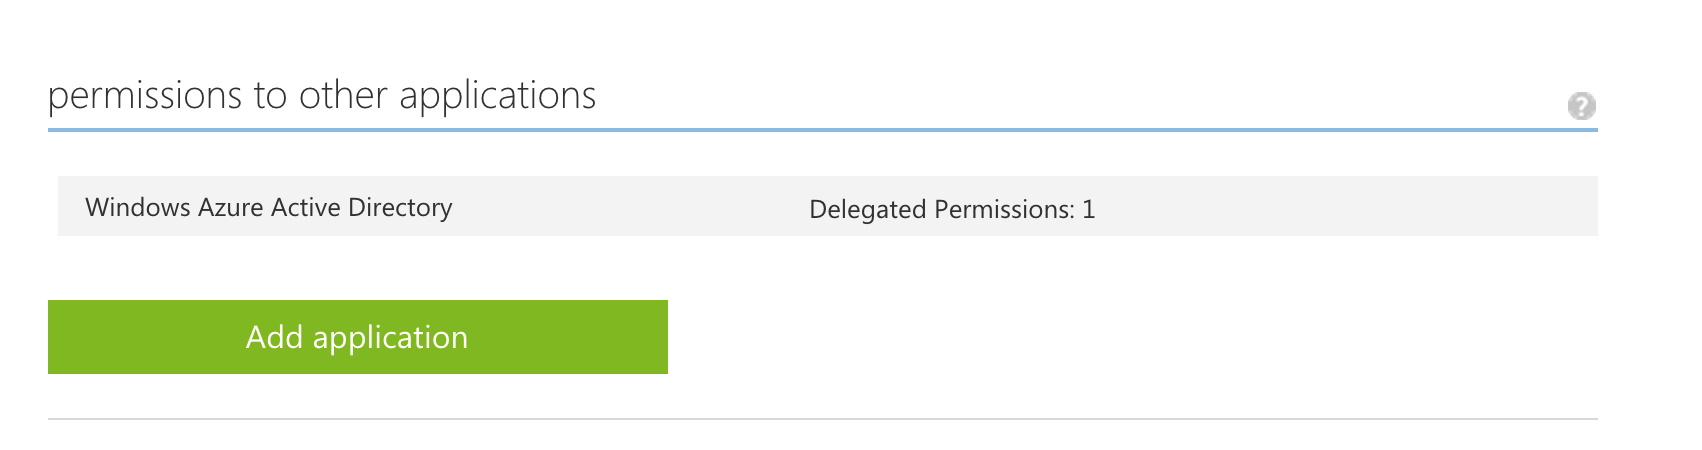 permissions to other applications
?
Windows Azure Active Directory
Delegated Permissions: 1
Add application